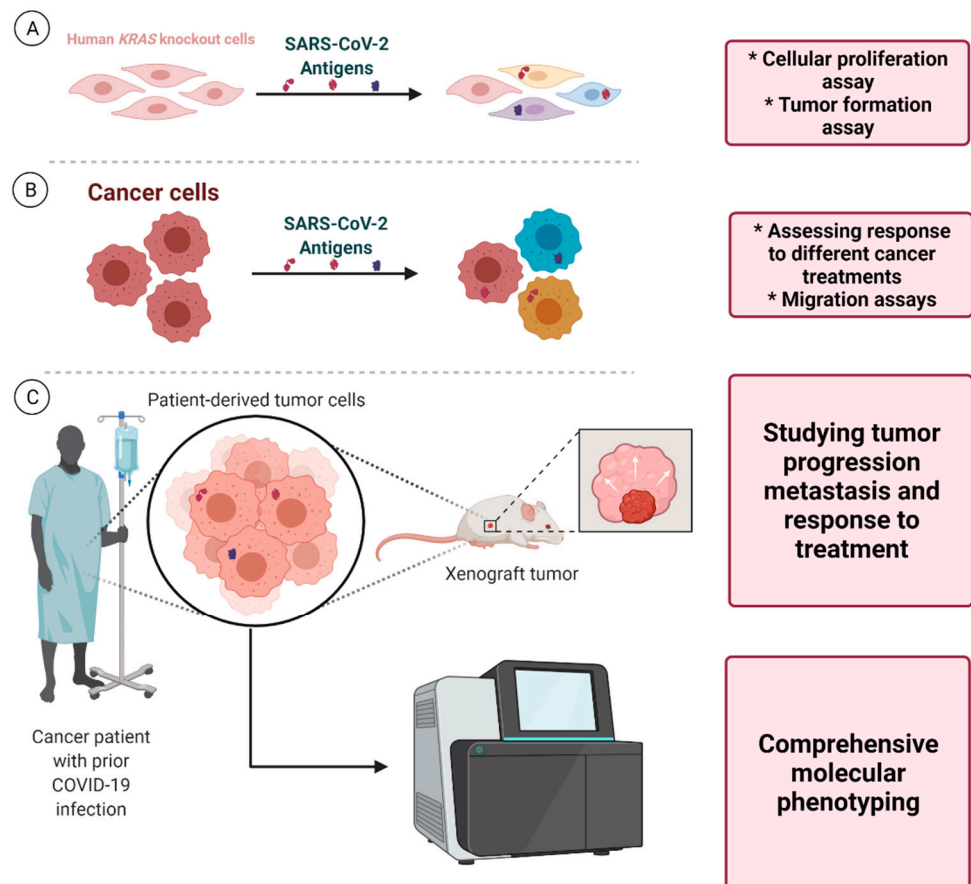 A
Human KRAS knockout cells
SARS-CoV-2
Antigens
* Cellular proliferation
assay
* Tumor formation
assay
B
Cancer cells
SARS-CoV-2
Antigens
* Assessing response
to different cancer
treatments
* Migration assays
C
Patient-derived tumor cells
Xenograft tumor
Studying tumor
progression
metastasis and
response to
treatment
Cancer patient
with prior
COVID-19
infection
Comprehensive
molecular
phenotyping